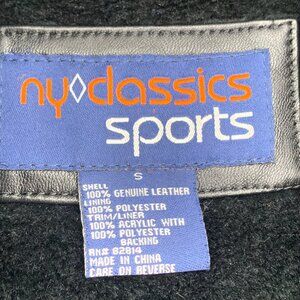 ny◇classics
sports
S
SHELL
100% GENUINE LEATHER
LINING
100% POLYESTER
TRIM/LINER
100% ACRYLIC WITH
100% POLYESTER
BACKING
RN# 62814
MADE IN CHINA
CARE ON REVERSE